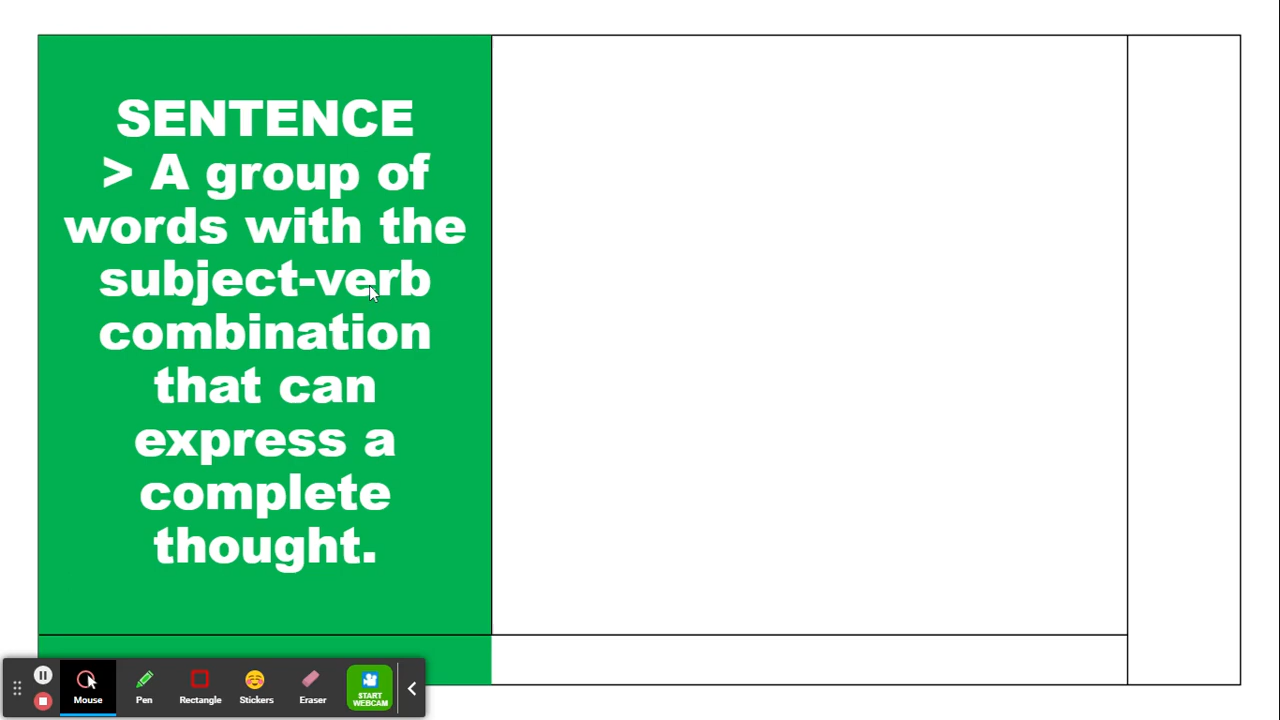 SENTENCE
> A group of
words with the
subject-verb
combination
that can
express a
complete
thought.
Mouse
Pen
Rectangle
Stickers
Eraser
START
WEBCAM